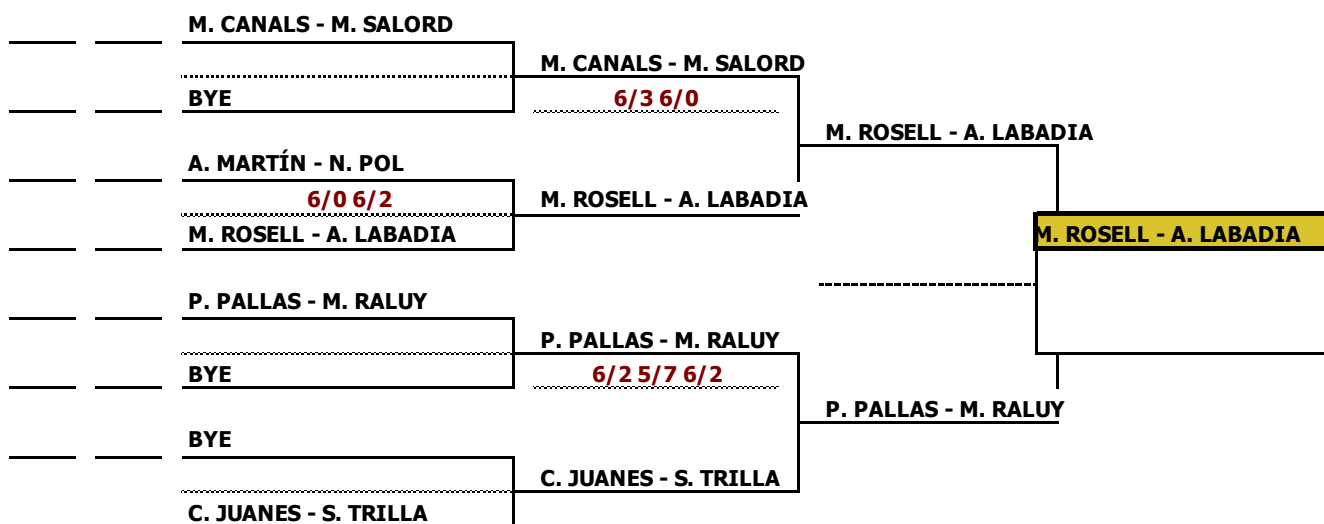 M. CANALS - M. SALORD
M. CANALS - M. SALORD
BYE
6/3 6/0
M. ROSELL - A. LABADIA
A. MARTÍN - N. POL
6/0 6/2
M. ROSELL - A. LABADIA
M. ROSELL - A. LABADIA
M. ROSELL - A. LABADIA
P. PALLAS - M. RALUY
P. PALLAS - M. RALUY
BYE
6/2 5/7 6/2
P. PALLAS - M. RALUY
BYE
C. JUANES - S. TRILLA
C. JUANES - S. TRILLA